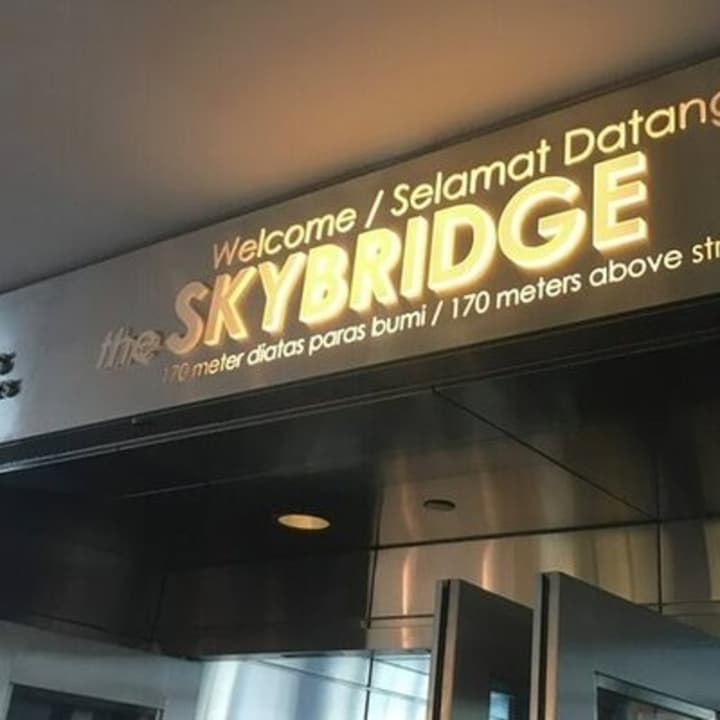 Welcome / Selamat Datang
the SKYBRIDGE
170 meter diatas paras bumi / 170 meters above